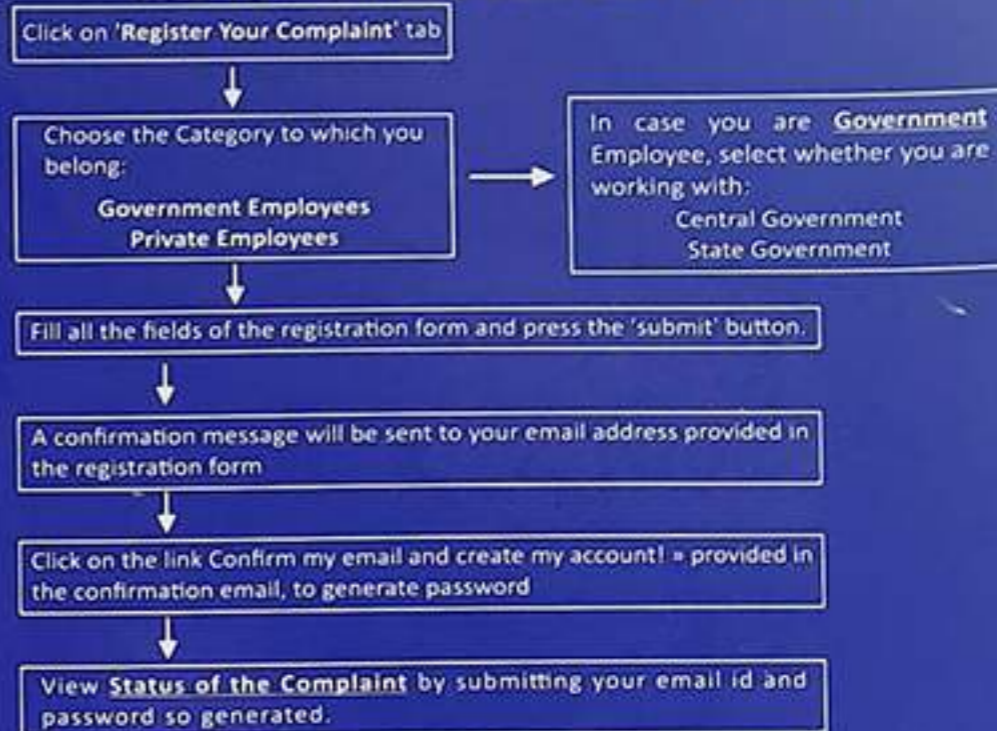 Click on 'Register Your Complaint' tab
Choose the Category to which you
belong:
Government Employees
Private Employees
In case you are Government
Employee, select whether you are
working with:
Central Government
State Government
Fill all the fields of the registration form and press the 'submit' button.
A confirmation message will be sent to your email address provided in
the registration form
Click on the link Confirm my email and create my account! » provided in
the confirmation email, to generate password
View Status of the Complaint by submitting your email id and
password so generated.